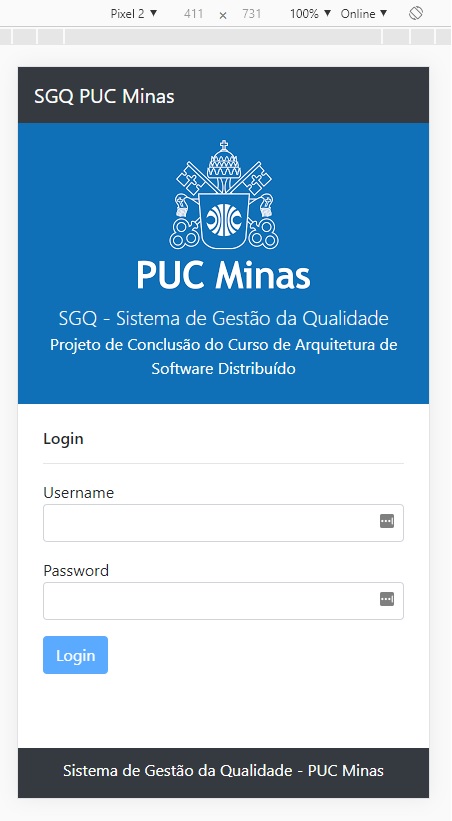 Pixel 2 ▼ 411 × 731 100% ▼ Online ▼
SGQ PUC Minas
PUC Minas
SGQ - Sistema de Gestão da Qualidade
Projeto de Conclusão do Curso de Arquitetura de
Software Distribuído
Login
Username
Password
Login
Sistema de Gestão da Qualidade - PUC Minas